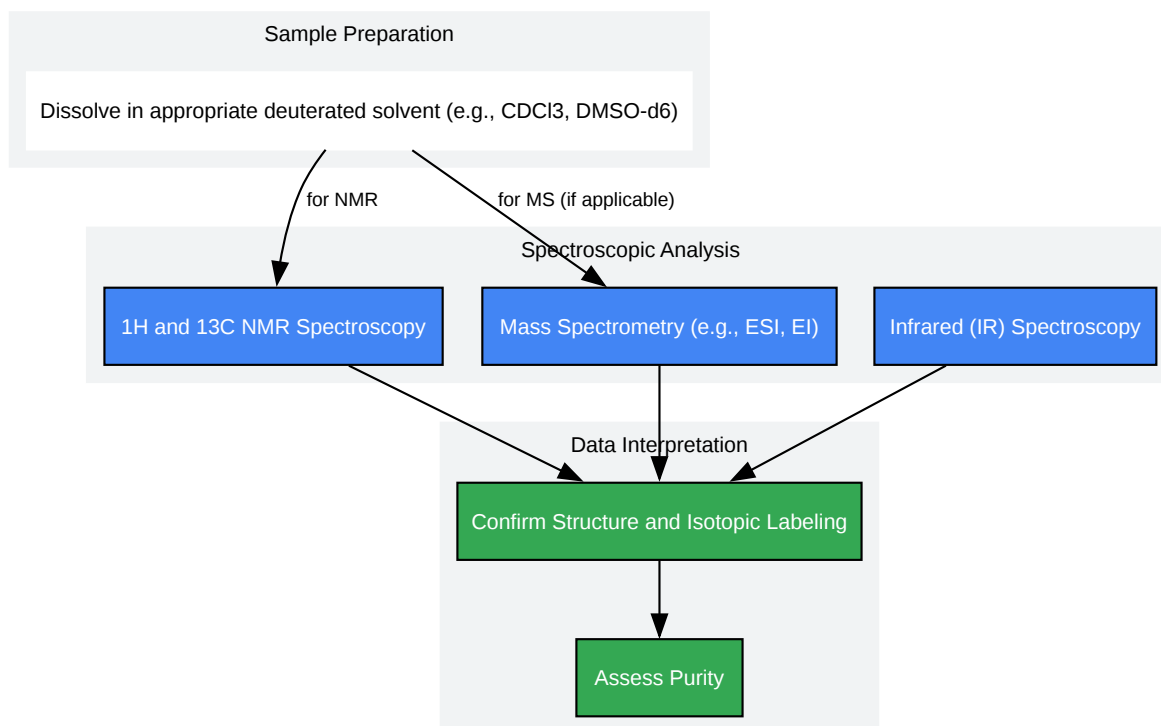 Sample Preparation
Dissolve in appropriate deuterated solvent (e.g., CDCl3, DMSO-d6)
for NMR
for MS (if applicable)
Spectroscopic Analysis
1H and 13C NMR Spectroscopy
Mass Spectrometry (e.g., ESI, EI)
Infrared (IR) Spectroscopy
Data Interpretation
Confirm Structure and Isotopic Labeling
Assess Purity